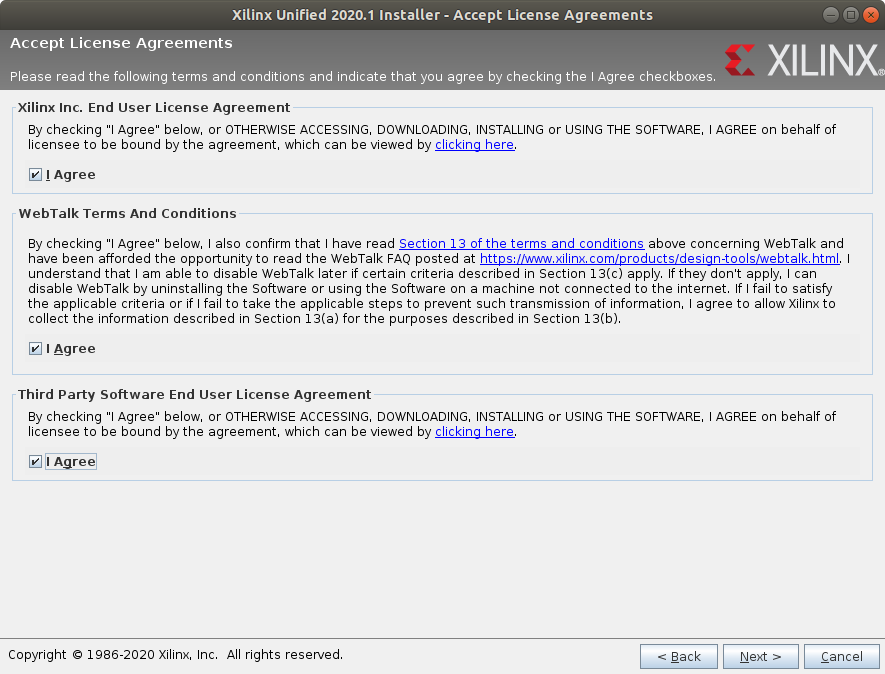 Xilinx Unified 2020.1 Installer - Accept License Agreements
Accept License Agreements
Please read the following terms and conditions and indicate that you agree by checking the I Agree checkboxes.
XILINX®
Xilinx Inc. End User License Agreement
By checking "I Agree" below, or OTHERWISE ACCESSING, DOWNLOADING, INSTALLING or USING THE SOFTWARE, I AGREE on behalf of
licensee to be bound by the agreement, which can be viewed by clicking here.
I Agree
WebTalk Terms And Conditions
By checking "I Agree" below, I also confirm that I have read Section 13 of the terms and conditions above concerning WebTalk and
have been afforded the opportunity to read the WebTalk FAQ posted at https://www.xilinx.com/products/design-tools/webtalk.html. I
understand that I am able to disable WebTalk later if certain criteria described in Section 13(c) apply. If they don't apply, I can
disable WebTalk by uninstalling the Software or using the Software on a machine not connected to the internet. If I fail to satisfy
the applicable criteria or if I fail to take the applicable steps to prevent such transmission of information, I agree to allow Xilinx to
collect the information described in Section 13(a) for the purposes described in Section 13(b).
I Agree
Third Party Software End User License Agreement
By checking "I Agree" below, or OTHERWISE ACCESSING, DOWNLOADING, INSTALLING or USING THE SOFTWARE, I AGREE on behalf of
licensee to be bound by the agreement, which can be viewed by clicking here.
I Agree
Copyright © 1986-2020 Xilinx, Inc. All rights reserved.
< Back
Next >
Cancel